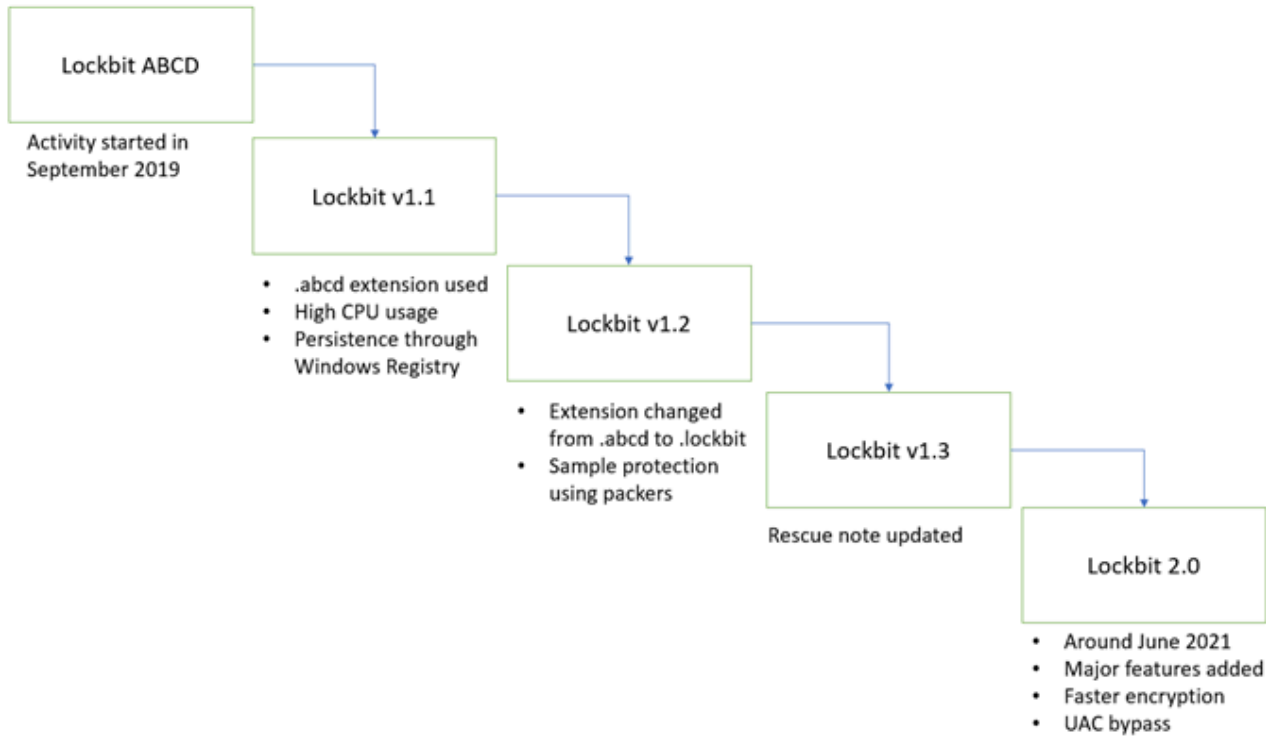 Lockbit ABCD
Activity started in
September 2019
Lockbit v1.1
• .abcd extension used
• High CPU usage
• Persistence through
Windows Registry
Lockbit v1.2
• Extension changed
from .abcd to .lockbit
• Sample protection
using packers
Lockbit v1.3
Rescue note updated
Lockbit 2.0
• Around June 2021
• Major features added
• Faster encryption
• UAC bypass